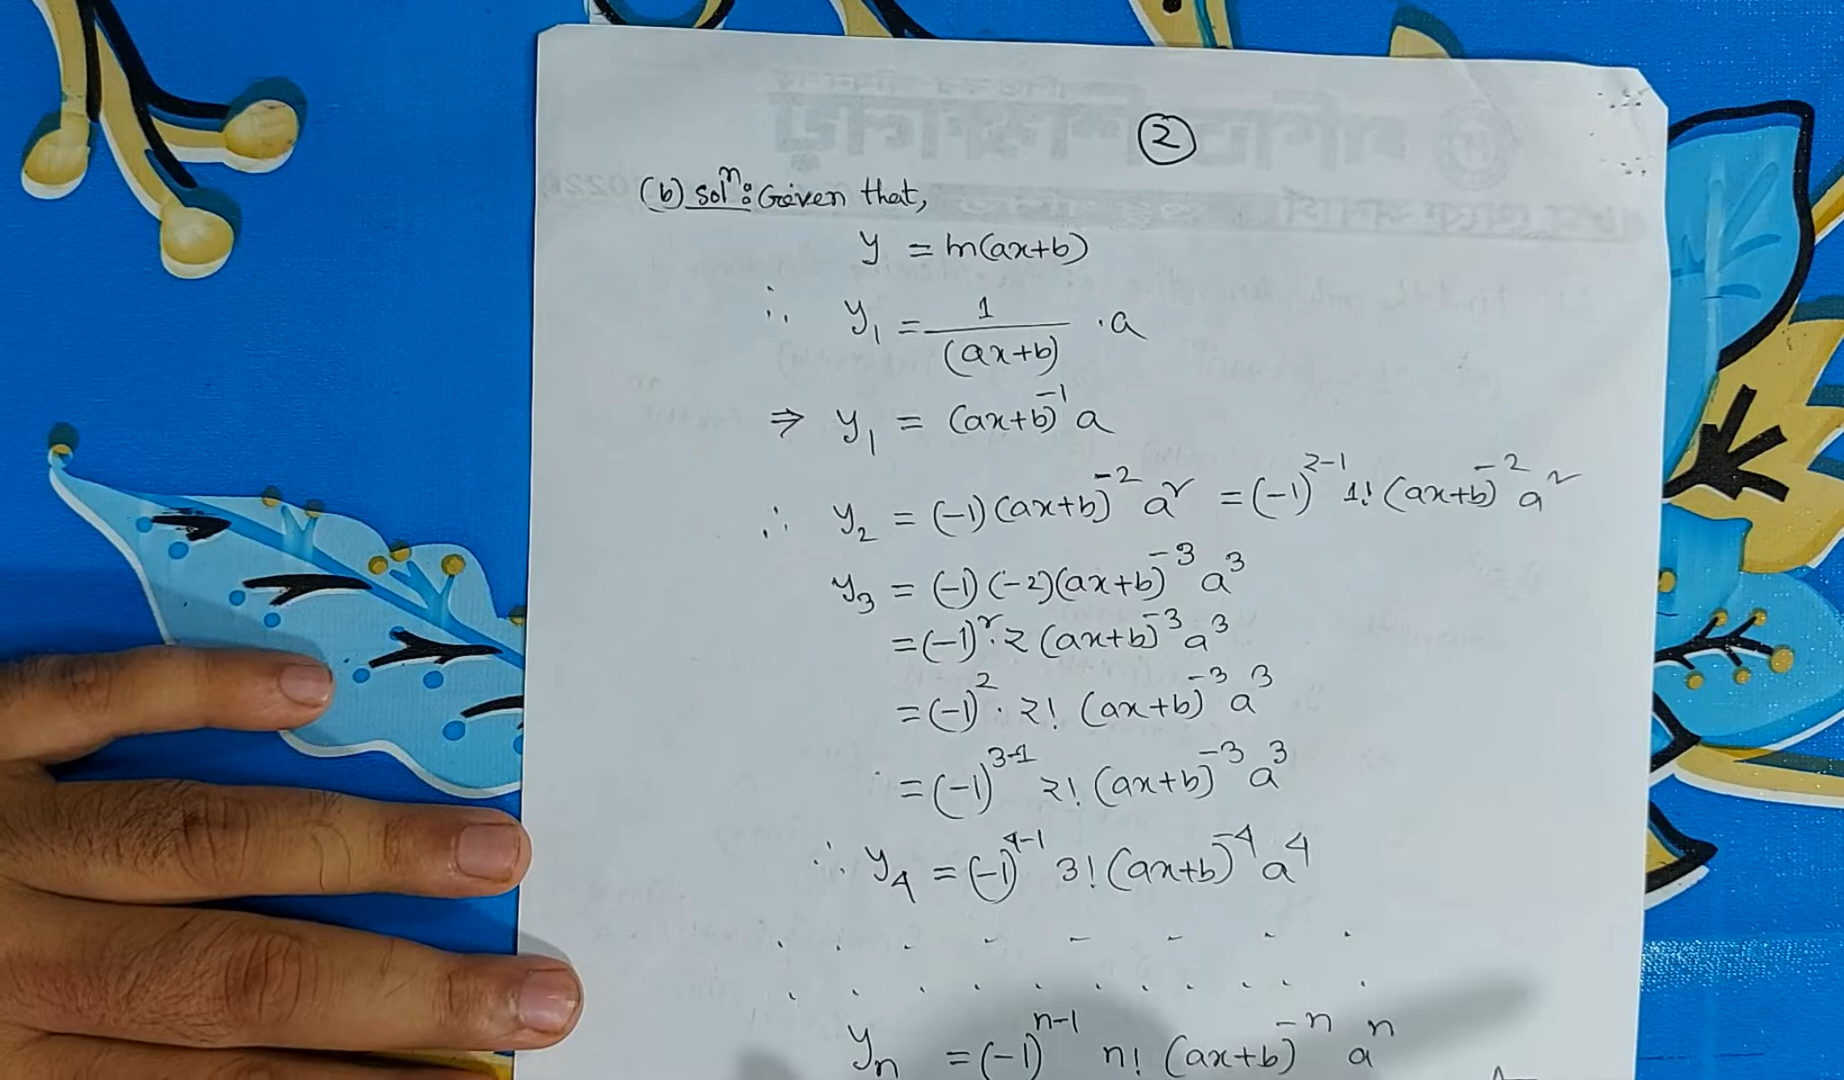 2
(b) solⁿ: Given that,
y = ln(ax+b)
∴ y₁ = 1/(ax+b) · a
⇒ y₁ = (ax+b)⁻¹ a
∴ y₂ = (-1)(ax+b)⁻² a² = (-1)²⁻¹ 1! (ax+b)⁻² a²
y₃ = (-1)(-2)(ax+b)⁻³ a³
= (-1)²·2 (ax+b)⁻³ a³
= (-1)² · 2! (ax+b)⁻³ a³
= (-1)³⁻¹ 2! (ax+b)⁻³ a³
∴ y₄ = (-1)⁴⁻¹ 3! (ax+b)⁻⁴ a⁴
yₙ = (-1)ⁿ⁻¹ n! (ax+b)⁻ⁿ aⁿ